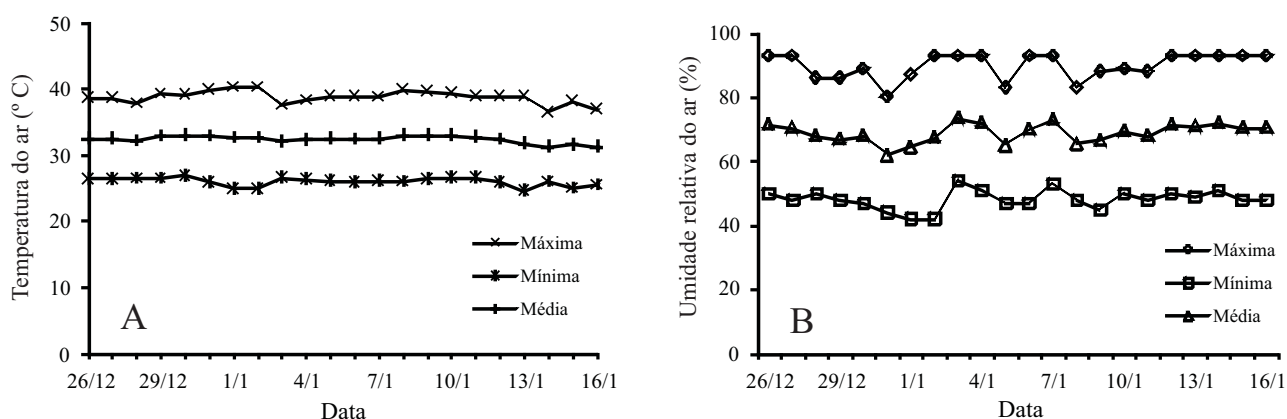 Temperatura do ar (º C)
50
40
30
20
10
0
Máxima
Mínima
Média
A
26/12 29/12 1/1 4/1 7/1 10/1 13/1 16/1
Data
Umidade relativa do ar (%)
100
80
60
40
20
0
Máxima
Mínima
Média
B
26/12 29/12 1/1 4/1 7/1 10/1 13/1 16/1
Data